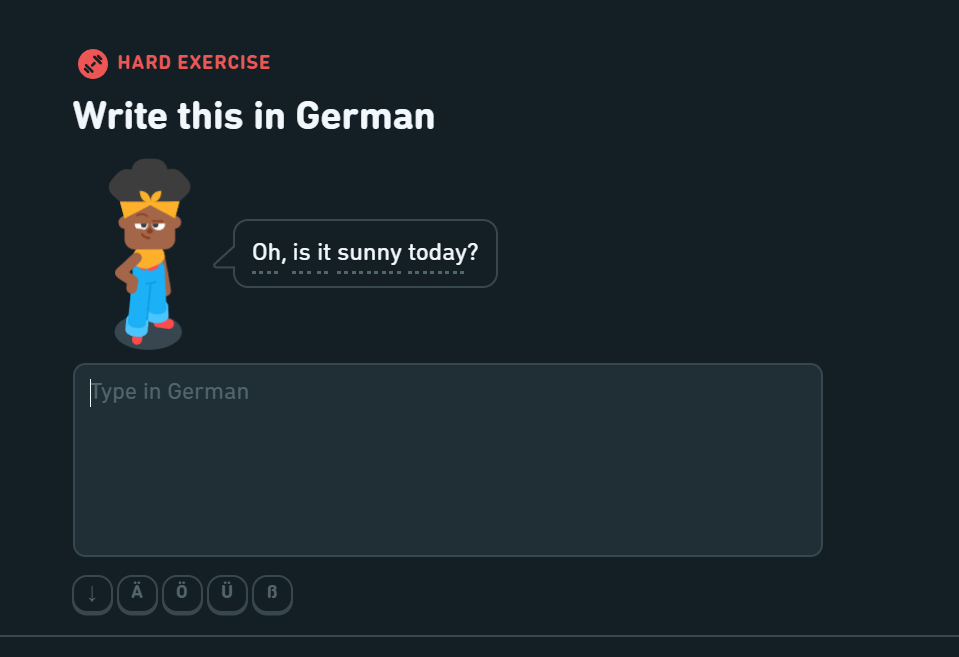 HARD EXERCISE
Write this in German
Oh, is it sunny today?
Type in German
↓ Ä Ö Ü ß